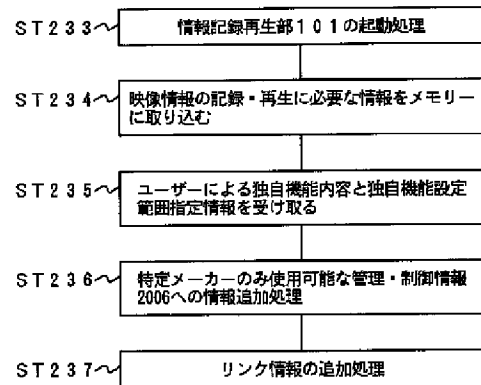 ST233 情報記録再生部101の起動処理
ST234 映像情報の記録・再生に必要な情報をメモリー
に取り込む
ST235 ユーザーによる独自機能内容と独自機能設定
範囲指定情報を受け取る
ST236 特定メーカーのみ使用可能な管理・制御情報
2006への情報追加処理
ST237 リンク情報の追加処理